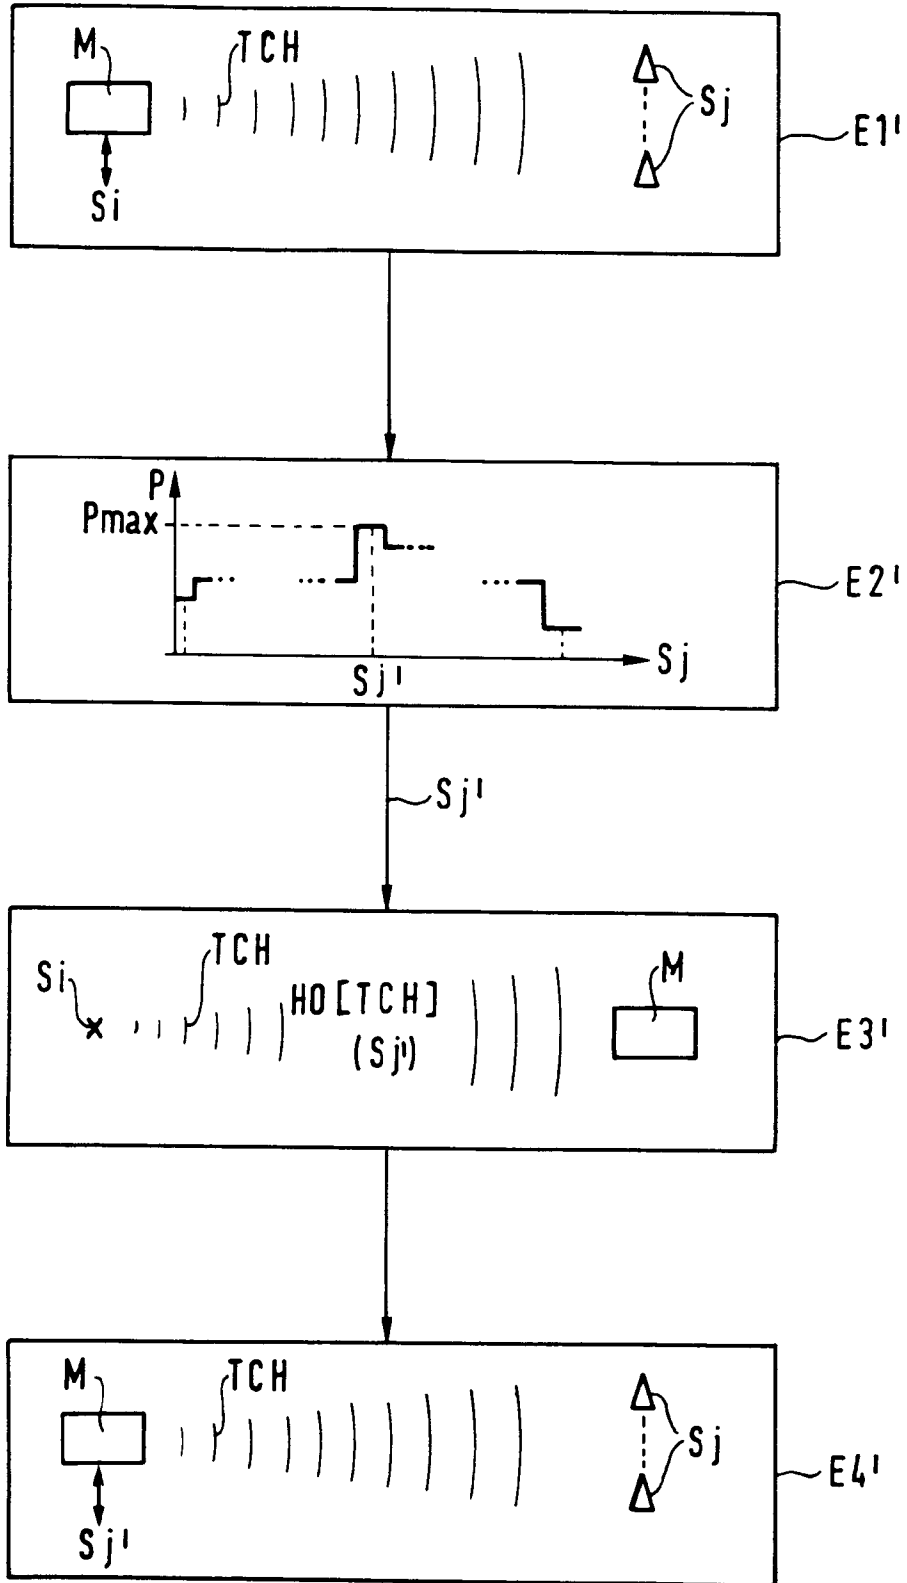 M
TCH
Sj
E1'
Si
P
Pmax
E2'
Sj
Sj'
Sj'
TCH
Si
M
HO [TCH]
(Sj')
E3'
M
TCH
Sj
E4'
Sj'